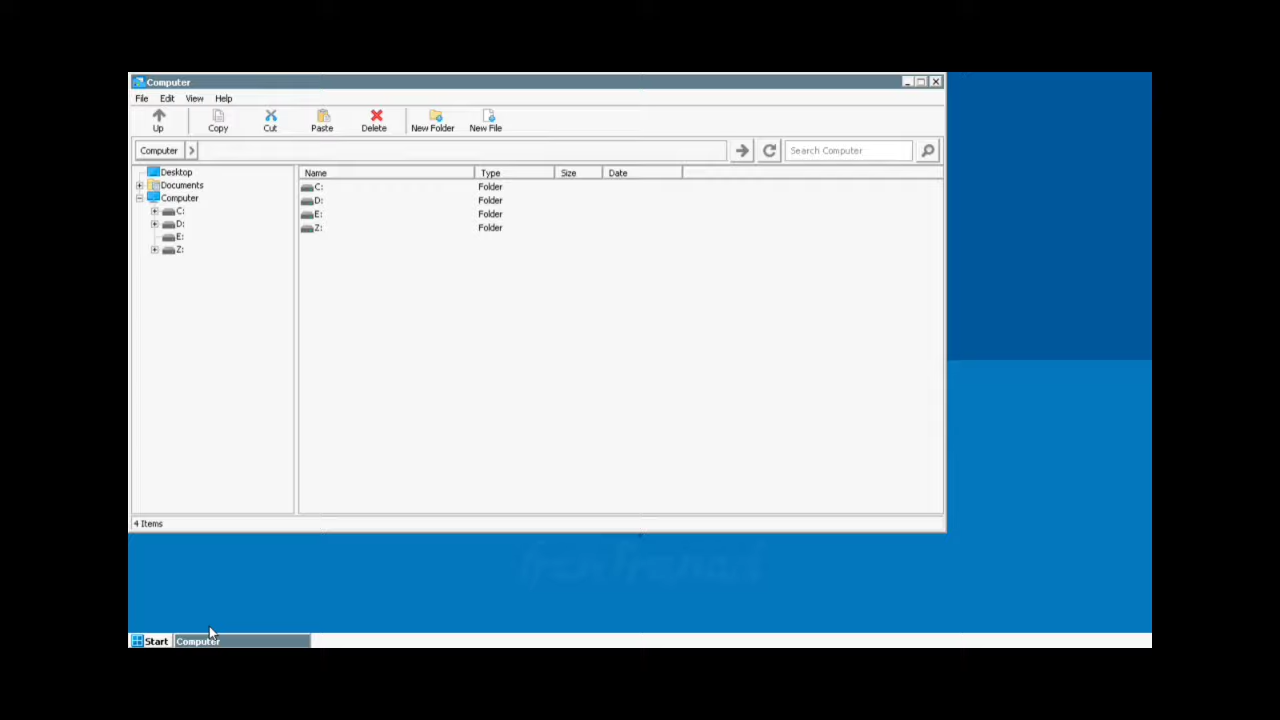 Computer
File Edit View Help
Up Copy Cut Paste Delete New Folder New File
Computer Search Computer
Desktop
Documents
Computer
C:
D:
E:
Z:
Name Type Size Date
C: Folder
D: Folder
E: Folder
Z: Folder
4 Items
Start Computer